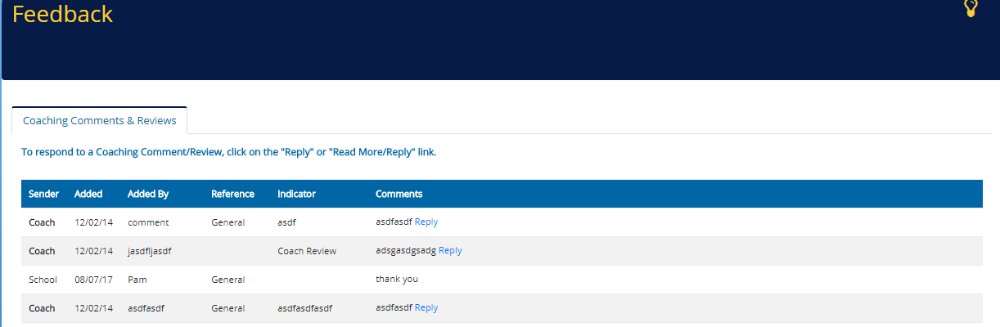 Feedback
Coaching Comments & Reviews
To respond to a Coaching Comment/Review, click on the "Reply" or "Read More/Reply" link.
Sender Added Added By Reference Indicator Comments
Coach 12/02/14 comment General asdf asdfasdf Reply
Coach 12/02/14 jasdfljasdf Coach Review adsgasdgsadg Reply
School 08/07/17 Pam General thank you
Coach 12/02/14 asdfasdf General asdfasdfasdf asdfasdf Reply